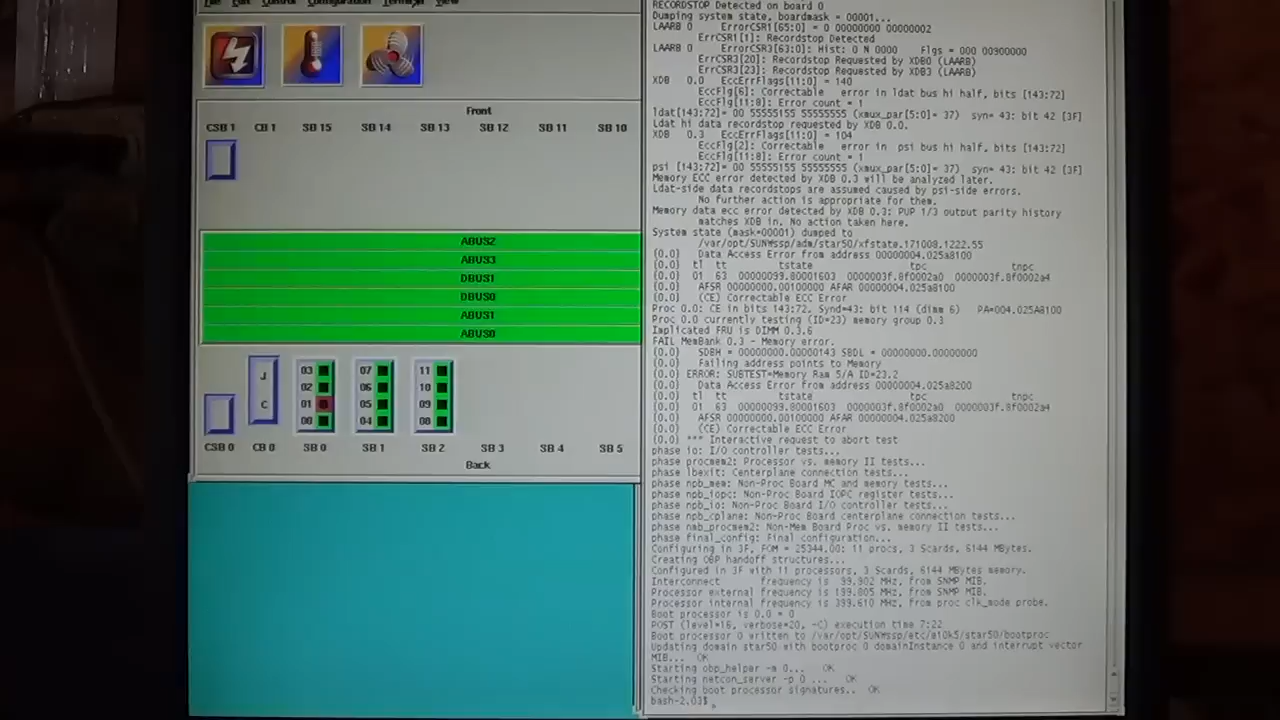 File Edit Control Configuration Terminal View
Front
CSB 1 CB 1 SB 15 SB 14 SB 13 SB 12 SB 11 SB 10
ABUS2
ABUS3
DBUS1
DBUS0
ABUS1
ABUS0
J
C
03 07 11
02 06 10
01 05 09
00 04 08
CSB 0 CB 0 SB 0 SB 1 SB 2 SB 3 SB 4 SB 5
Back
RECORDSTOP Detected on board 0
Dumping system state, boardmask = 00001...
LAARB 0 ErrorCSR1[65:0] = 0 00000000 00000002
ErrCSR1[1]: Recordstop Detected
LAARB 0 ErrorCSR3[63:0]: Hist: 0 N 0000 Flgs = 000 00900000
ErrCSR3[20]: Recordstop Requested by XDB0 (LAARB)
ErrCSR3[23]: Recordstop Requested by XDB3 (LAARB)
XDB 0.0 EccErrFlags[11:0] = 140
EccFlg[6]: Correctable error in ldat bus hi half, bits [143:72]
EccFlg[11:8]: Error count = 1
ldat[143:72]= 00 55555155 55555555 (xmux_par[5:0]= 37) syn= 43: bit 42 [3F]
Ldat hi data recordstop requested by XDB 0.0.
XDB 0.3 EccErrFlags[11:0] = 104
EccFlg[2]: Correctable error in psi bus hi half, bits [143:72]
EccFlg[11:8]: Error count = 1
psi [143:72]= 00 55555155 55555555 (xmux_par[5:0]= 37) syn= 43: bit 42 [3F]
Memory ECC error detected by XDB 0.3 will be analyzed later.
Ldat-side data recordstops are assumed caused by psi-side errors.
No further action is appropriate for them.
Memory data ecc error detected by XDB 0.3: PUP 1/3 output parity history
matches XDB in. No action taken here.
System state (mask=00001) dumped to
/var/opt/SUNWssp/adm/star50/xfstate.171008.1222.55
{0.0} Data Access Error from address 00000004.025a8100
{0.0} tl tt tstate tpc tnpc
{0.0} 01 63 00000099.80001603 0000003f.8f0002a0 0000003f.8f0002a4
{0.0} AFSR 00000000.00100000 AFAR 00000004.025a8100
{0.0} (CE) Correctable ECC Error
Proc 0.0: CE in bits 143:72, Synd=43: bit 114 (dimm 6) PA=004.025A8100
Proc 0.0 currently testing (ID=23) memory group 0.3
Implicated FRU is DIMM 0.3.6
FAIL MemBank 0.3 - Memory error.
{0.0} SDBH = 00000000.00000143 SBDL = 00000000.00000000
{0.0} Failing address points to Memory
{0.0} ERROR: SUBTEST=Memory Ram 5/A ID=23.2
{0.0} Data Access Error from address 00000004.025a8200
{0.0} tl tt tstate tpc tnpc
{0.0} 01 63 00000099.80001603 0000003f.8f0002a0 0000003f.8f0002a4
{0.0} AFSR 00000000.00100000 AFAR 00000004.025a8200
{0.0} (CE) Correctable ECC Error
{0.0} *** Interactive request to abort test
phase io: I/O controller tests...
phase procmem2: Processor vs. memory II tests...
phase lbexit: Centerplane connection tests...
phase npb_mem: Non-Proc Board MC and memory tests...
phase npb_iopc: Non-Proc Board IOPC register tests...
phase npb_io: Non-Proc Board I/O controller tests...
phase npb_cplane: Non-Proc Board centerplane connection tests...
phase nmb_procmem2: Non-Mem Board Proc vs. memory II tests...
phase final_config: Final configuration...
Configuring in 3F, FOM = 25344.00: 11 procs, 3 Scards, 6144 MBytes.
Creating OBP handoff structures...
Configured in 3F with 11 processors, 3 Scards, 6144 MBytes memory.
Interconnect frequency is 99.902 MHz, from SNMP MIB.
Processor external frequency is 199.805 MHz, from SNMP MIB.
Processor internal frequency is 399.610 MHz, from proc clk_mode probe.
Boot processor is 0.0 = 0
POST (level=16, verbose=20, -C) execution time 7:22
Boot processor 0 written to /var/opt/SUNWssp/etc/e10k5/star50/bootproc
Updating domain star50 with bootproc 0 domainInstance 0 and interrupt vector
MIB... OK
Starting obp_helper -m 0... OK
Starting netcon_server -p 0 ... OK
Checking boot processor signatures.. OK
bash-2.03$